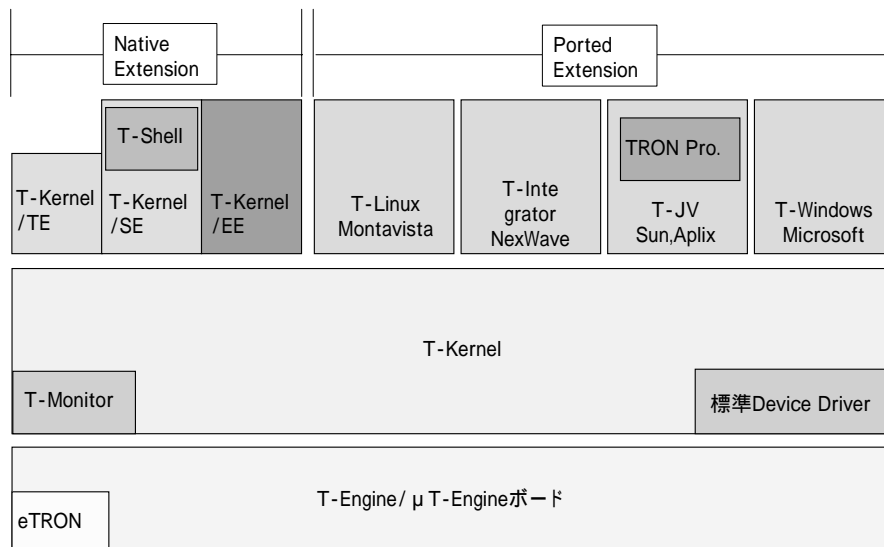 Native
Extension
Ported
Extension
T-Shell
TRON Pro.
T-Kernel
/TE
T-Kernel
/SE
T-Kernel
/EE
T-Linux
Montavista
T-Inte
grator
NexWave
T-JV
Sun,Aplix
T-Windows
Microsoft
T-Kernel
T-Monitor
標準Device Driver
T-Engine/ μT-Engineボード
eTRON